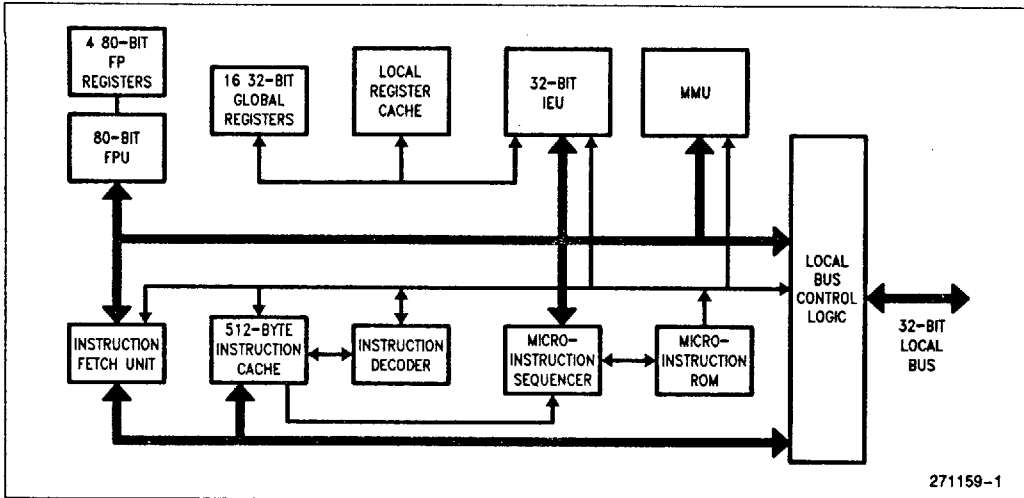 4 80-BIT
FP
REGISTERS
80-BIT
FPU
16 32-BIT
GLOBAL
REGISTERS
LOCAL
REGISTER
CACHE
32-BIT
IEU
MMU
INSTRUCTION
FETCH UNIT
512-BYTE
INSTRUCTION
CACHE
INSTRUCTION
DECODER
MICRO-
INSTRUCTION
SEQUENCER
MICRO-
INSTRUCTION
ROM
LOCAL
BUS
CONTROL
LOGIC
32-BIT
LOCAL
BUS
271159-1